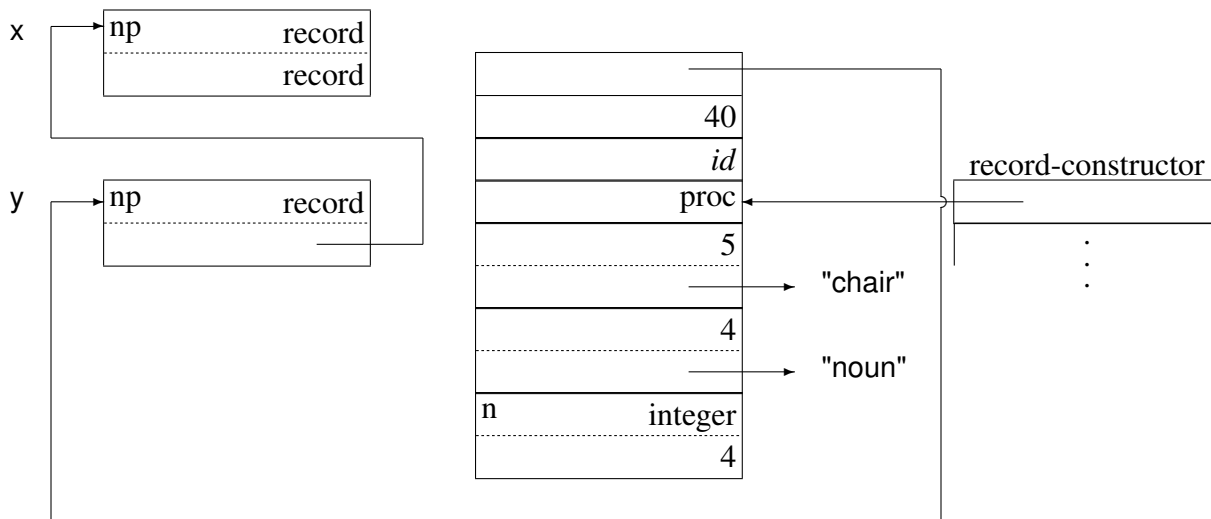 x
np record
record
y
np record
40
id
proc
5
"chair"
4
"noun"
n integer
4
record-constructor
.
.
.